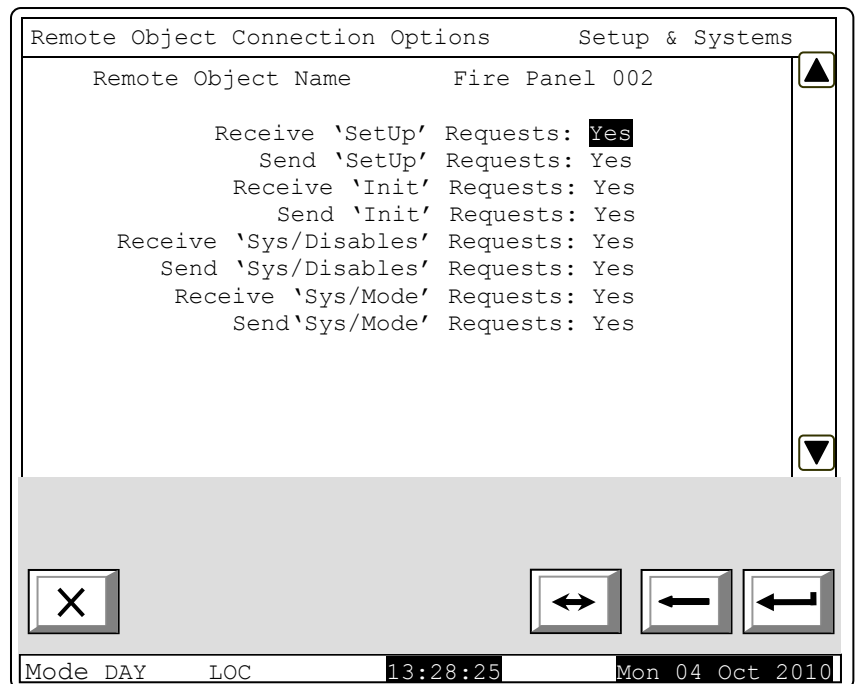 Remote Object Connection Options Setup & Systems
Remote Object Name Fire Panel 002
Receive ‛SetUp’ Requests: Yes
Send ‛SetUp’ Requests: Yes
Receive ‛Init’ Requests: Yes
Send ‛Init’ Requests: Yes
Receive ‛Sys/Disables’ Requests: Yes
Send ‛Sys/Disables’ Requests: Yes
Receive ‛Sys/Mode’ Requests: Yes
Send‛Sys/Mode’ Requests: Yes
Mode DAY LOC 13:28:25 Mon 04 Oct 2010